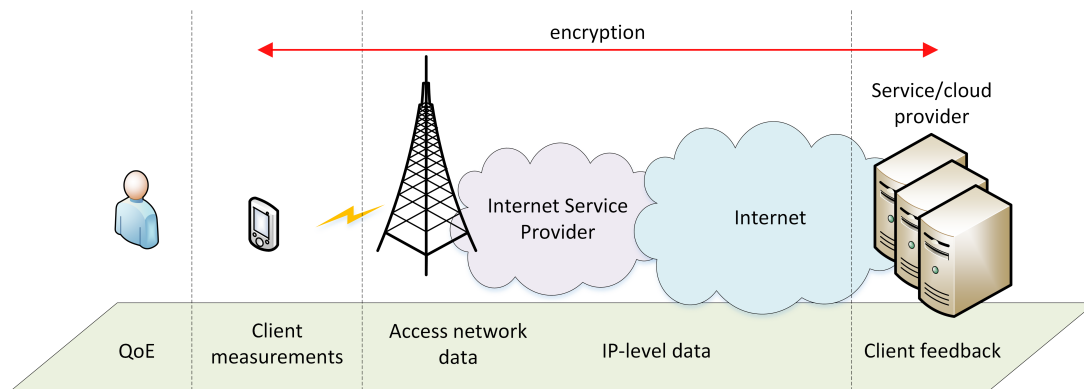 encryption
Service/cloud
provider
Internet Service
Provider
Internet
QoE
Client
measurements
Access network
data
IP-level data
Client feedback